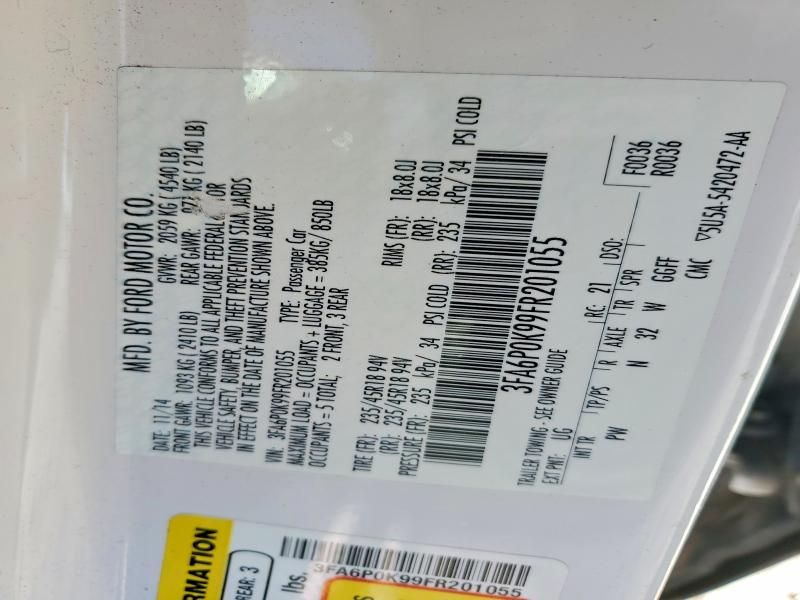 MFD. BY FORD MOTOR CO.
DATE: 11/14 GVWR: 2059 KG ( 4540 LB)
FRONT GAWR: 1093 KG ( 2410 LB) REAR GAWR: 971 KG ( 2140 LB)
THIS VEHICLE CONFORMS TO ALL APPLICABLE FEDERAL MOTOR
VEHICLE SAFETY, BUMPER, AND THEFT PREVENTION STANDARDS
IN EFFECT ON THE DATE OF MANUFACTURE SHOWN ABOVE.
VIN: 3FA6P0K99FR201055 TYPE: Passenger Car
MAXIMUM LOAD = OCCUPANTS + LUGGAGE = 385KG/ 850LB
OCCUPANTS = 5 TOTAL; 2 FRONT, 3 REAR
TIRE (FR): 235/45R18 94V RIMS (FR): 18x8.0J
(RR): 235/45R18 94V (RR): 18x8.0J
PRESSURE (FR): 235 kPa/ 34 PSI COLD (RR): 235 kPa/ 34 PSI COLD
3FA6P0K99FR201055
TRAILER TOWING - SEE OWNER GUIDE
EXT PNT: UG RC: 21 DSO: F0036
R0036
INT TR TP/PS R AXLE TR SPR
PW N 32 W GGFF
CMC ▽5U5A-5420472-AA
RMATION
REAR: 3
lbs.
3FA6P0K99FR201055